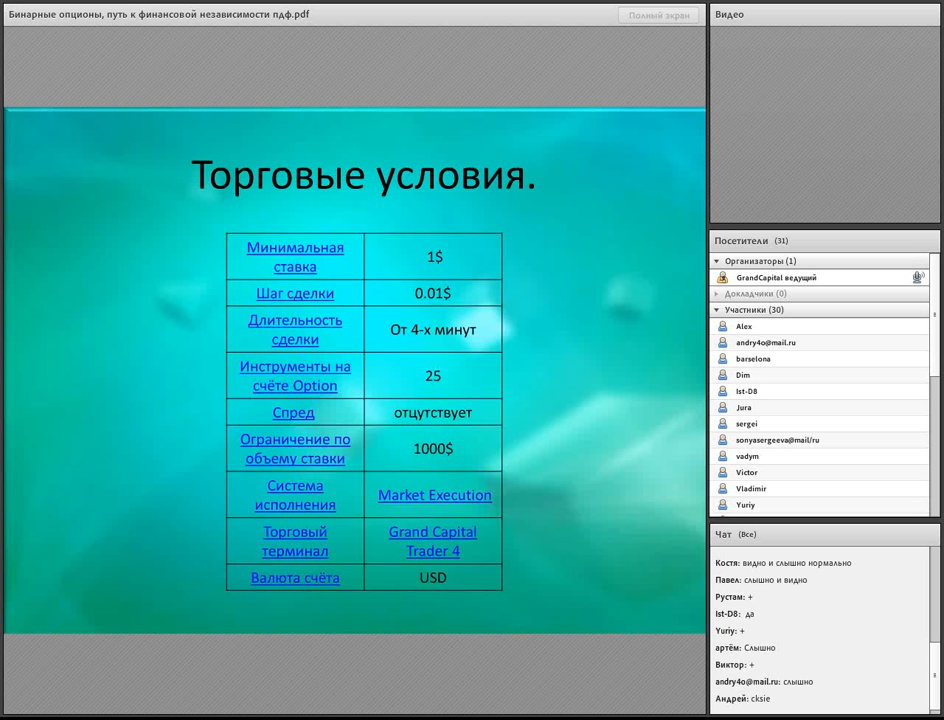 Бинарные опционы, путь к финансовой независимости пдф.pdf
Полный экран
Торговые условия.
Минимальная
ставка
1$
Шаг сделки
0.01$
Длительность
сделки
От 4-х минут
Инструменты на
счёте Option
25
Спред
отцутствует
Ограничение по
объему ставки
1000$
Система
исполнения
Market Execution
Торговый
терминал
Grand Capital
Trader 4
Валюта счёта
USD
Видео
Посетители (31)
Организаторы (1)
GrandCapital ведущий
Докладчики (0)
Участники (30)
Alex
andry4o@mail.ru
barselona
Dim
Ist-D8
Jura
sergei
sonyasergeeva@mail/ru
vadym
Victor
Vladimir
Yuriy
Чат (Все)
Костя: видно и слышно нормально
Павел: слышно и видно
Рустам: +
Ist-D8: да
Yuriy: +
артём: Слышно
Виктор: +
andry4o@mail.ru: слышно
Андрей: cksie